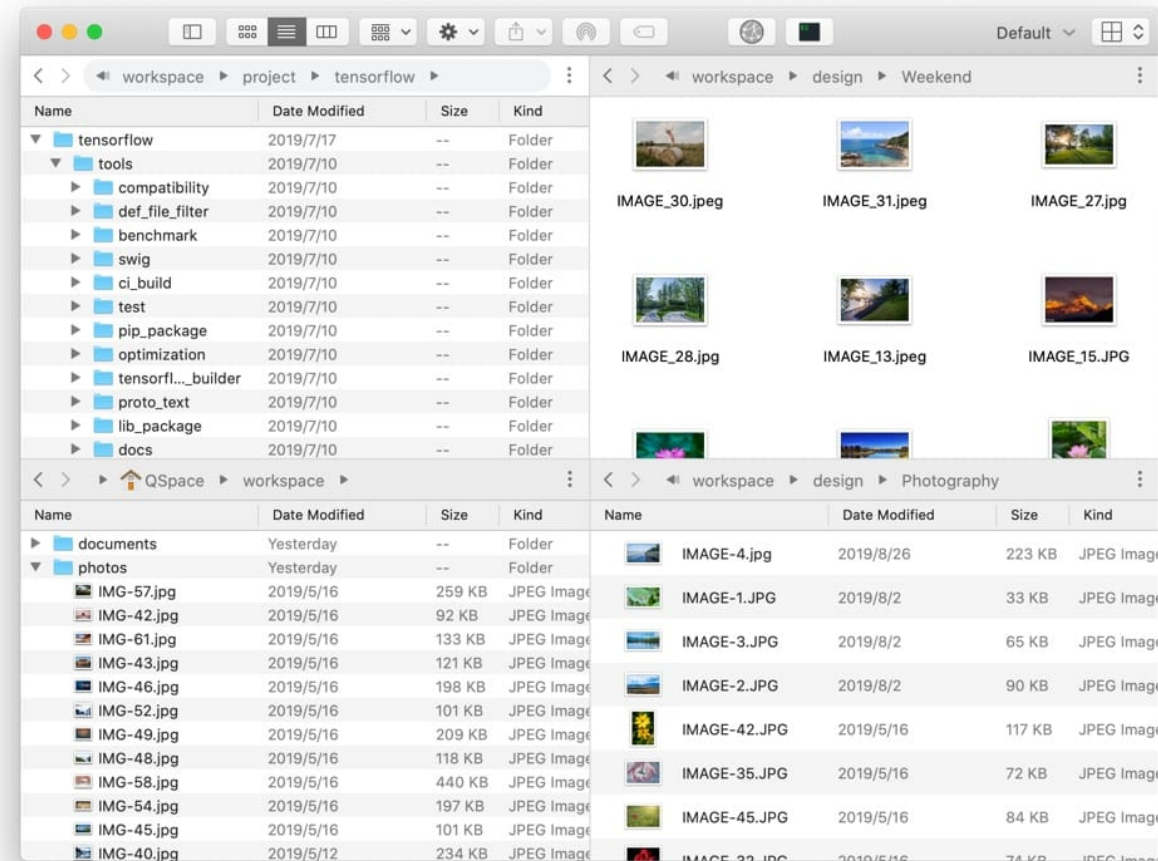 Default
workspace project tensorflow
Name Date Modified Size Kind
tensorflow 2019/7/17 -- Folder
tools 2019/7/10 -- Folder
compatibility 2019/7/10 -- Folder
def_file_filter 2019/7/10 -- Folder
benchmark 2019/7/10 -- Folder
swig 2019/7/10 -- Folder
ci_build 2019/7/10 -- Folder
test 2019/7/10 -- Folder
pip_package 2019/7/10 -- Folder
optimization 2019/7/10 -- Folder
tensorfl..._builder 2019/7/10 -- Folder
proto_text 2019/7/10 -- Folder
lib_package 2019/7/10 -- Folder
docs 2019/7/10 -- Folder
workspace design Weekend
IMAGE_30.jpeg IMAGE_31.jpeg IMAGE_27.jpg
IMAGE_28.jpg IMAGE_13.jpeg IMAGE_15.JPG
QSpace workspace
Name Date Modified Size Kind
documents Yesterday -- Folder
photos Yesterday -- Folder
IMG-57.jpg 2019/5/16 259 KB JPEG Image
IMG-42.jpg 2019/5/16 92 KB JPEG Image
IMG-61.jpg 2019/5/16 133 KB JPEG Image
IMG-43.jpg 2019/5/16 121 KB JPEG Image
IMG-46.jpg 2019/5/16 198 KB JPEG Image
IMG-52.jpg 2019/5/16 101 KB JPEG Image
IMG-49.jpg 2019/5/16 209 KB JPEG Image
IMG-48.jpg 2019/5/16 118 KB JPEG Image
IMG-58.jpg 2019/5/16 440 KB JPEG Image
IMG-54.jpg 2019/5/16 197 KB JPEG Image
IMG-45.jpg 2019/5/16 101 KB JPEG Image
IMG-40.jpg 2019/5/12 234 KB JPEG Image
workspace design Photography
Name Date Modified Size Kind
IMAGE-4.jpg 2019/8/26 223 KB JPEG Image
IMAGE-1.JPG 2019/8/2 33 KB JPEG Image
IMAGE-3.JPG 2019/8/2 65 KB JPEG Image
IMAGE-2.JPG 2019/8/2 90 KB JPEG Image
IMAGE-42.JPG 2019/5/16 117 KB JPEG Image
IMAGE-35.JPG 2019/5/16 72 KB JPEG Image
IMAGE-45.JPG 2019/5/16 84 KB JPEG Image
IMAGE-32.JPG 2019/5/16 74 KB JPEG Image